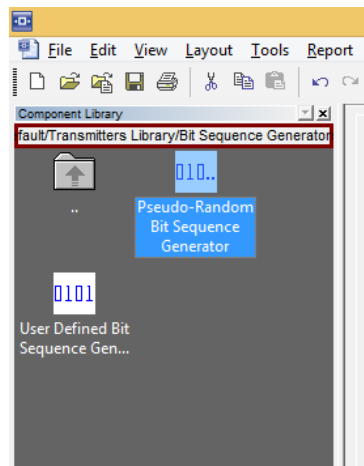 File Edit View Layout Tools Report
Component Library
fault/Transmitters Library/Bit Sequence Generator
..
010..
Pseudo-Random
Bit Sequence
Generator
0101
User Defined Bit
Sequence Gen...